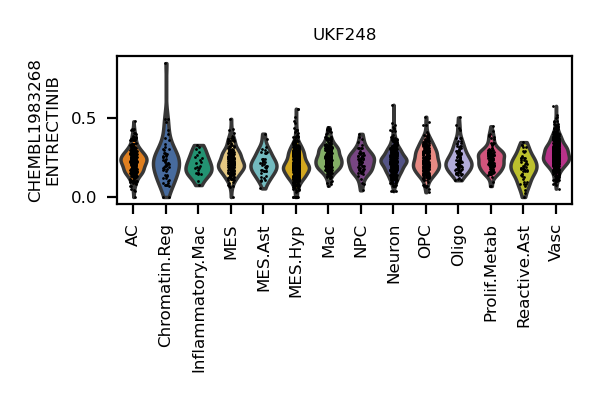 UKF248
CHEMBL1983268
ENTRECTINIB
0.5
0.0
AC
Chromatin.Reg
Inflammatory.Mac
MES
MES.Ast
MES.Hyp
Mac
NPC
Neuron
OPC
Oligo
Prolif.Metab
Reactive.Ast
Vasc